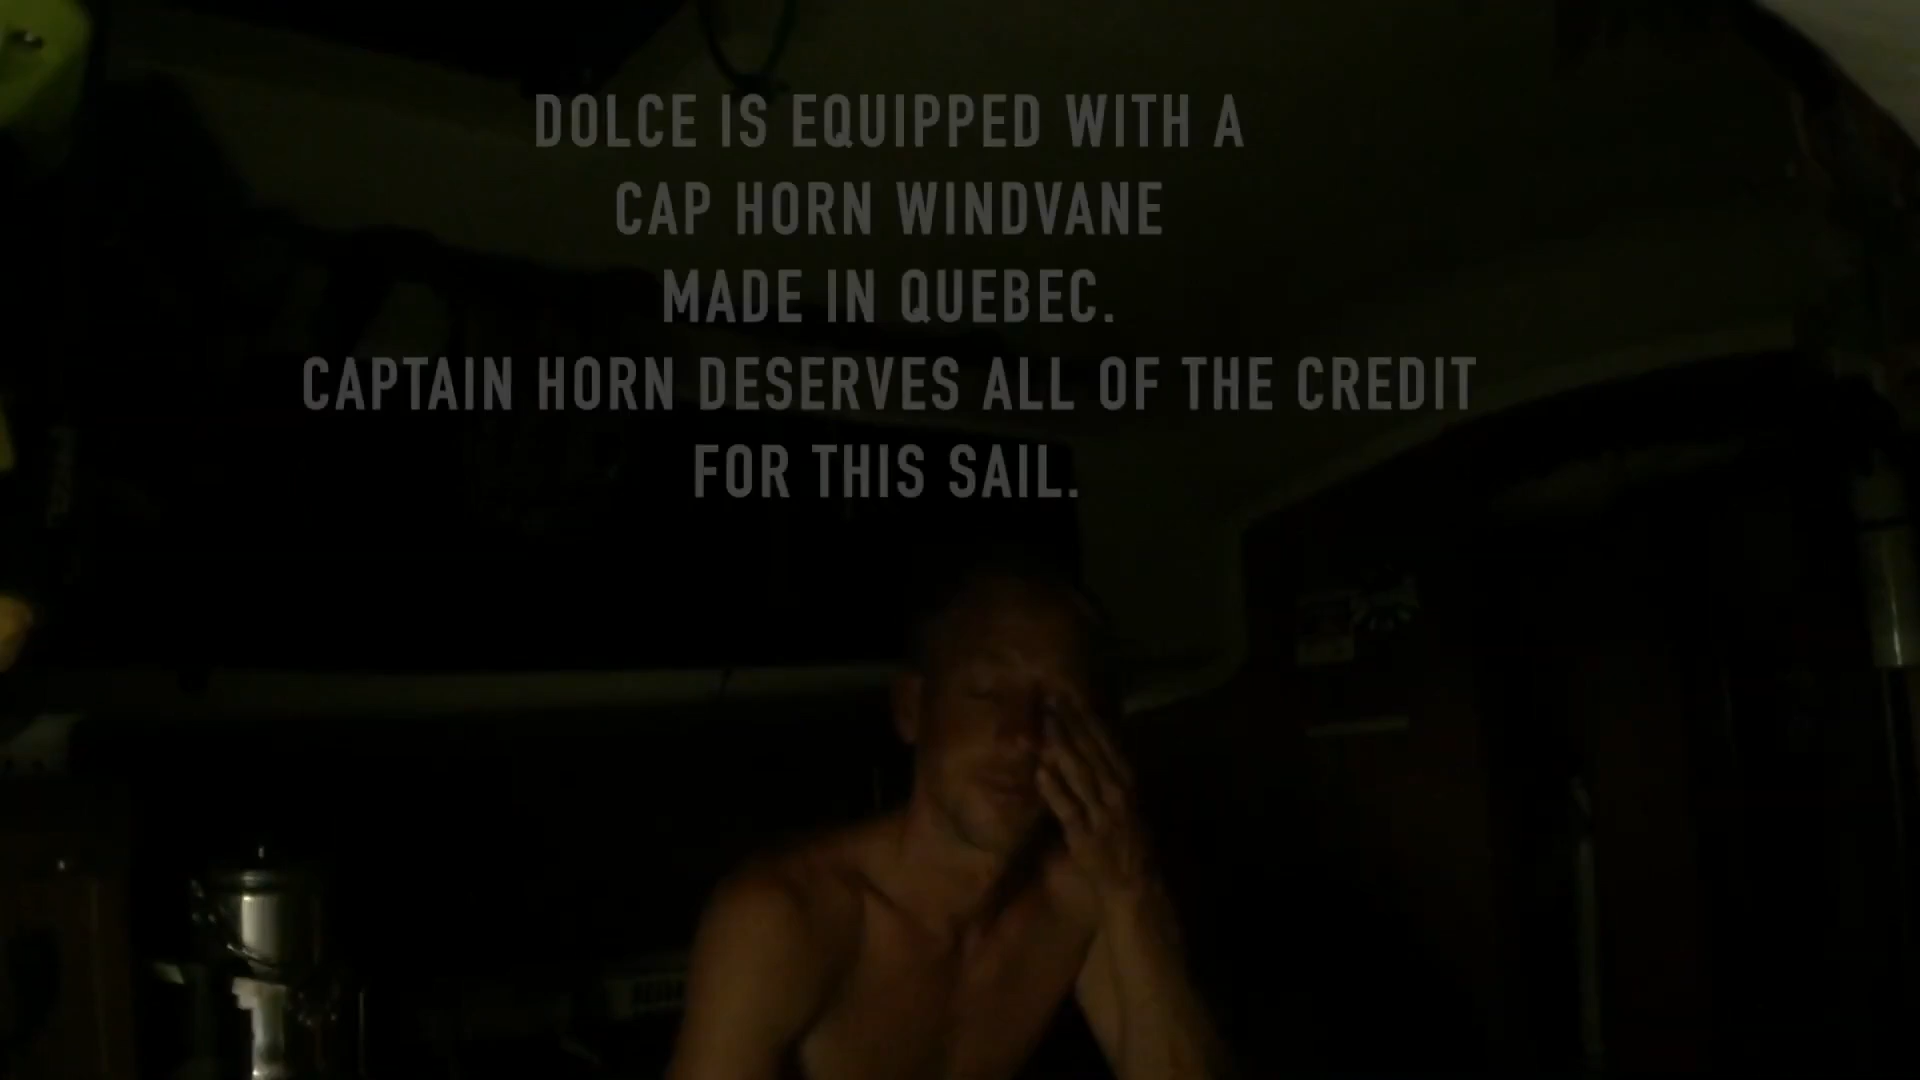 DOLCE IS EQUIPPED WITH A
CAP HORN WINDVANE
MADE IN QUEBEC.
CAPTAIN HORN DESERVES ALL OF THE CREDIT
FOR THIS SAIL.